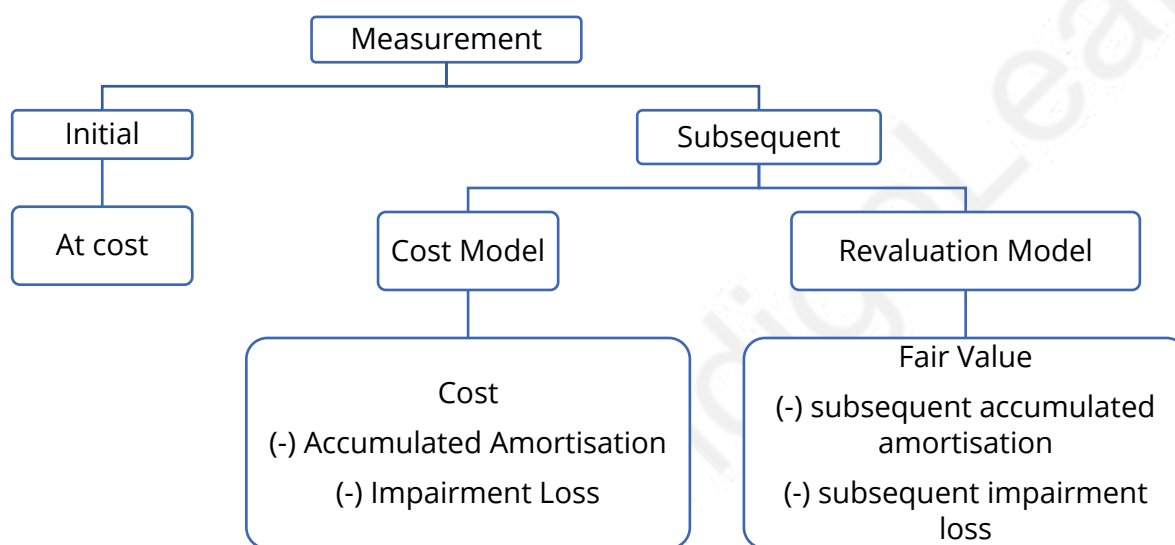 Measurement
Initial
Subsequent
At cost
Cost Model
Revaluation Model
Cost
(-) Accumulated Amortisation
(-) Impairment Loss
Fair Value
(-) subsequent accumulated
amortisation
(-) subsequent impairment
loss